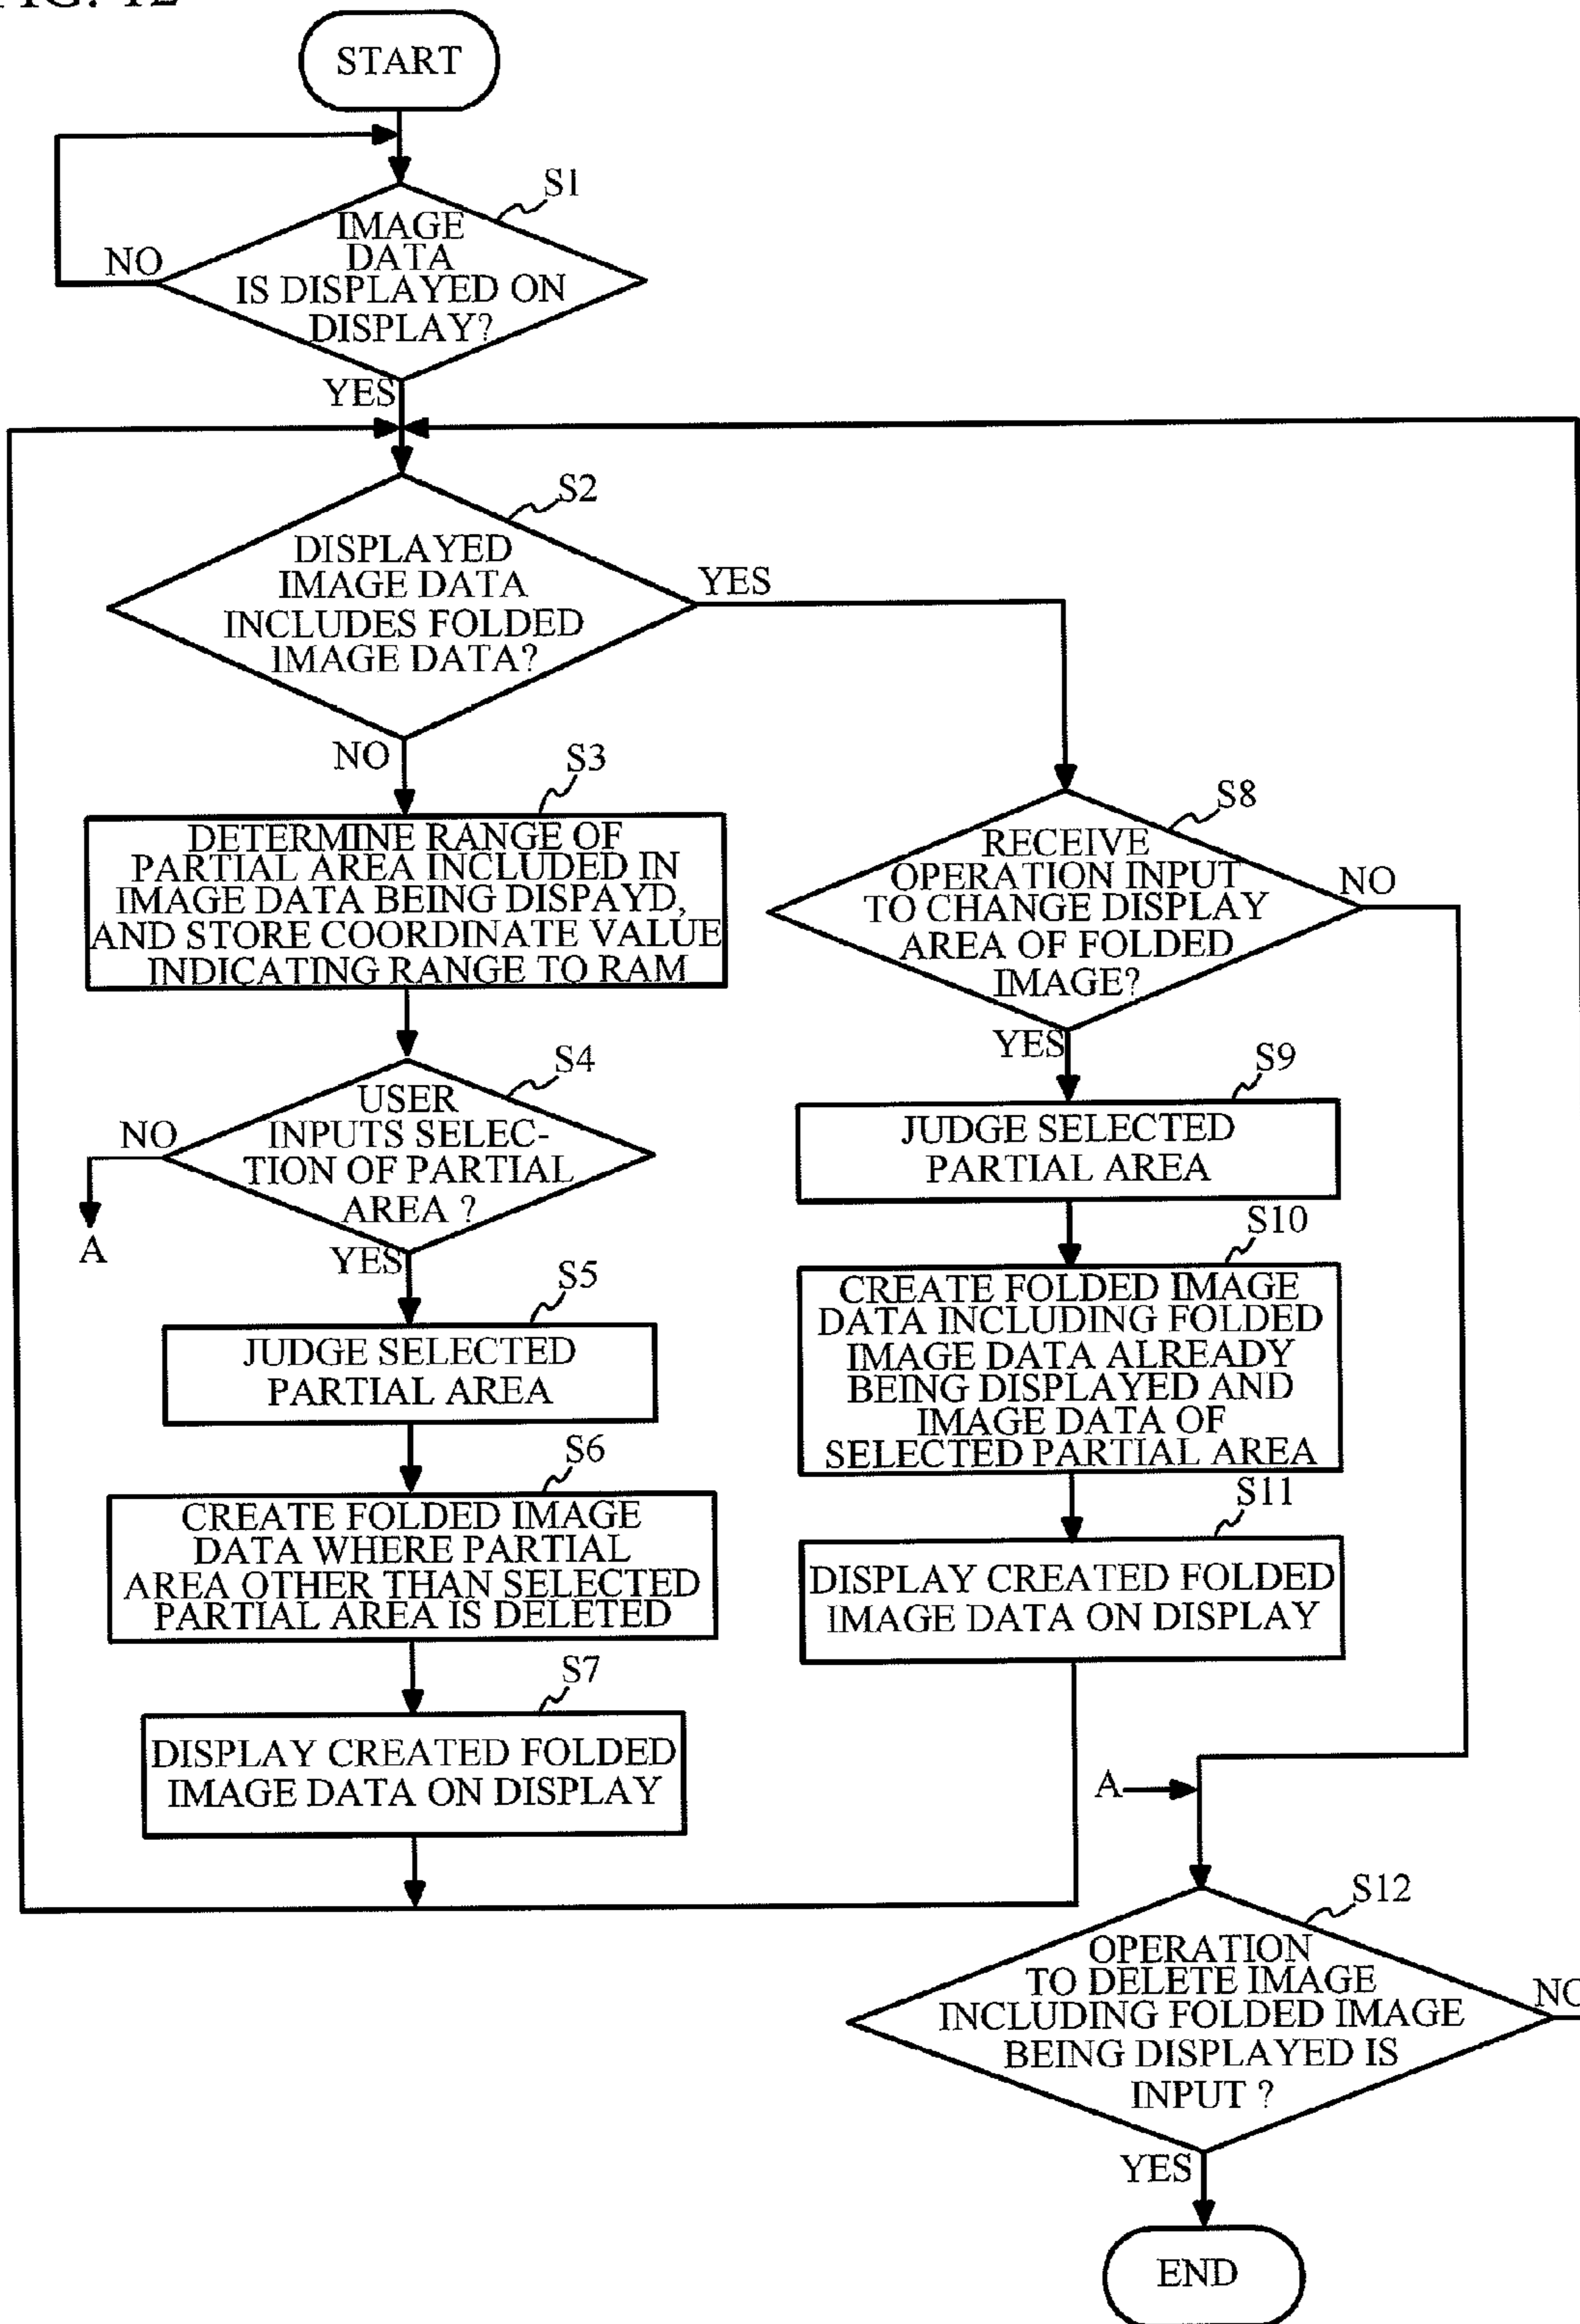 FIG. 12
START
S1
IMAGE
DATA
IS DISPLAYED ON
DISPLAY?
NO
YES
S2
DISPLAYED
IMAGE DATA
INCLUDES FOLDED
IMAGE DATA?
YES
NO
S3
DETERMINE RANGE OF
PARTIAL AREA INCLUDED IN
IMAGE DATA BEING DISPAYD,
AND STORE COORDINATE VALUE
INDICATING RANGE TO RAM
S4
USER
INPUTS SELEC-
TION OF PARTIAL
AREA ?
NO
A
YES
S5
JUDGE SELECTED
PARTIAL AREA
S6
CREATE FOLDED IMAGE
DATA WHERE PARTIAL
AREA OTHER THAN SELECTED
PARTIAL AREA IS DELETED
S7
DISPLAY CREATED FOLDED
IMAGE DATA ON DISPLAY
S8
RECEIVE
OPERATION INPUT
TO CHANGE DISPLAY
AREA OF FOLDED
IMAGE?
NO
YES
S9
JUDGE SELECTED
PARTIAL AREA
S10
CREATE FOLDED IMAGE
DATA INCLUDING FOLDED
IMAGE DATA ALREADY
BEING DISPLAYED AND
IMAGE DATA OF
SELECTED PARTIAL AREA
S11
DISPLAY CREATED FOLDED
IMAGE DATA ON DISPLAY
A
S12
OPERATION
TO DELETE IMAGE
INCLUDING FOLDED IMAGE
BEING DISPLAYED IS
INPUT ?
NO
YES
END